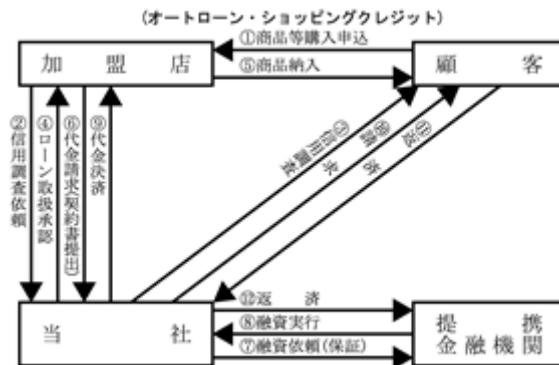 (オートローン・ショッピングクレジット)
①商品等購入申込
加盟店
⑤商品納入
顧客
②信用調査依頼
④ローン取扱承認
⑥代金請求(契約書提出)
⑨代金決済
③信用調査
⑩請求
⑪返済
当社
⑫返済
⑧融資実行
⑦融資依頼(保証)
提携
金融機関